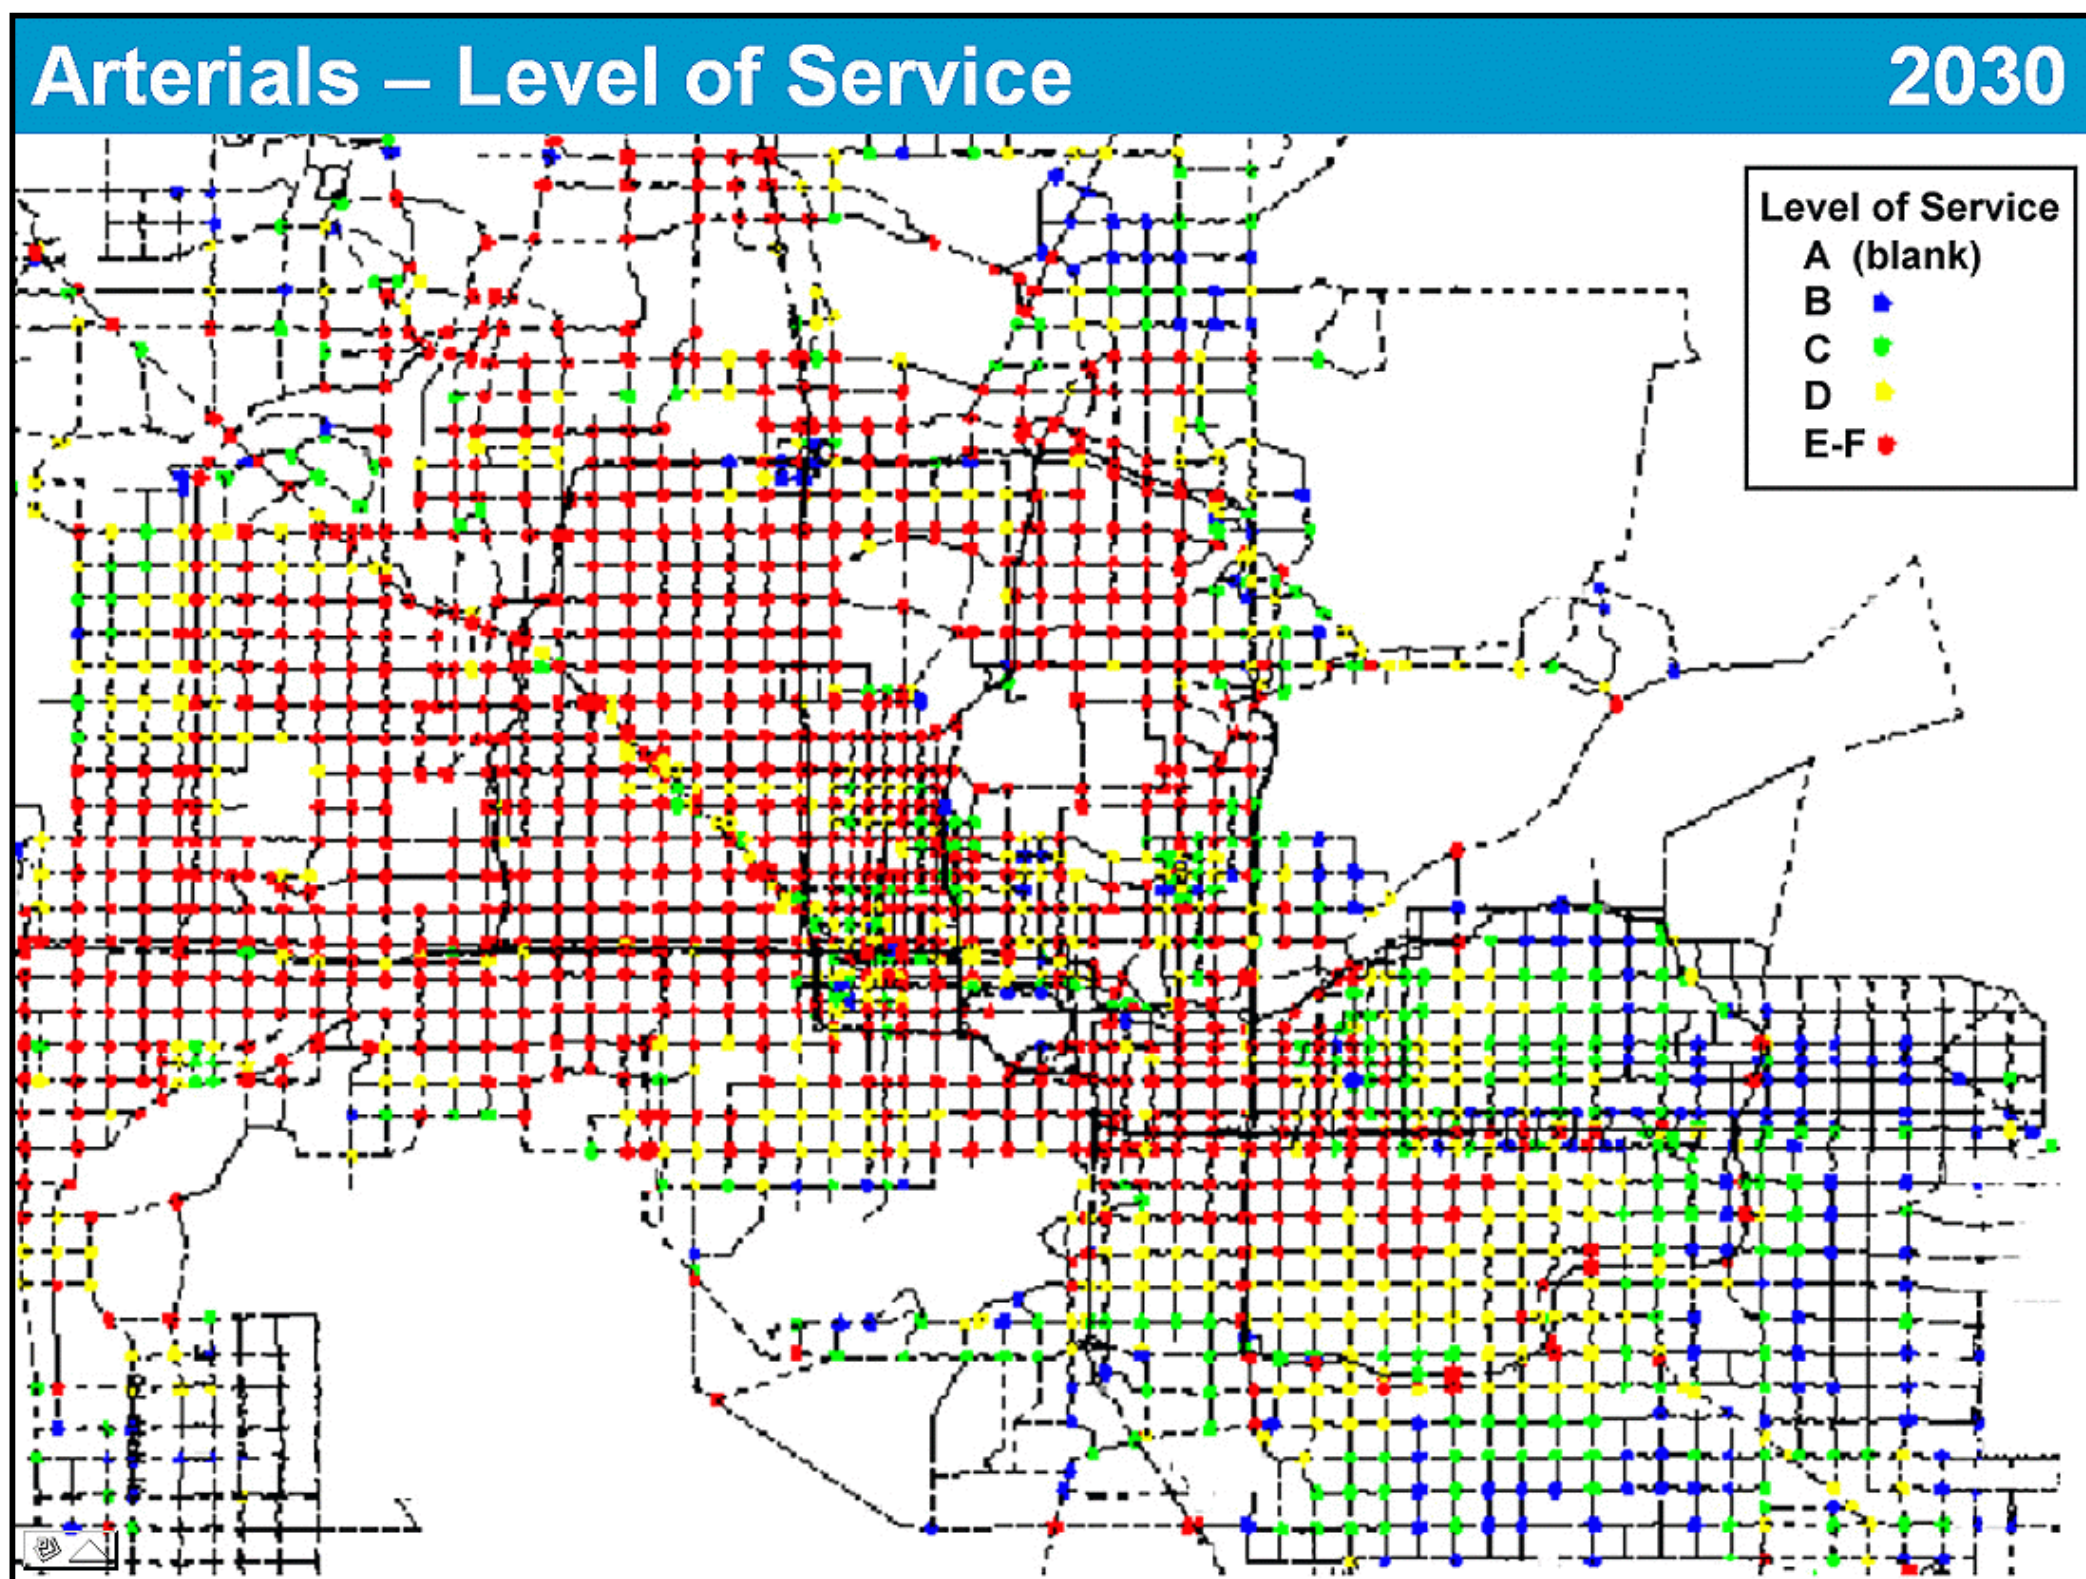 Arterials – Level of Service
2030
Level of Service
A (blank)
B
C
D
E-F